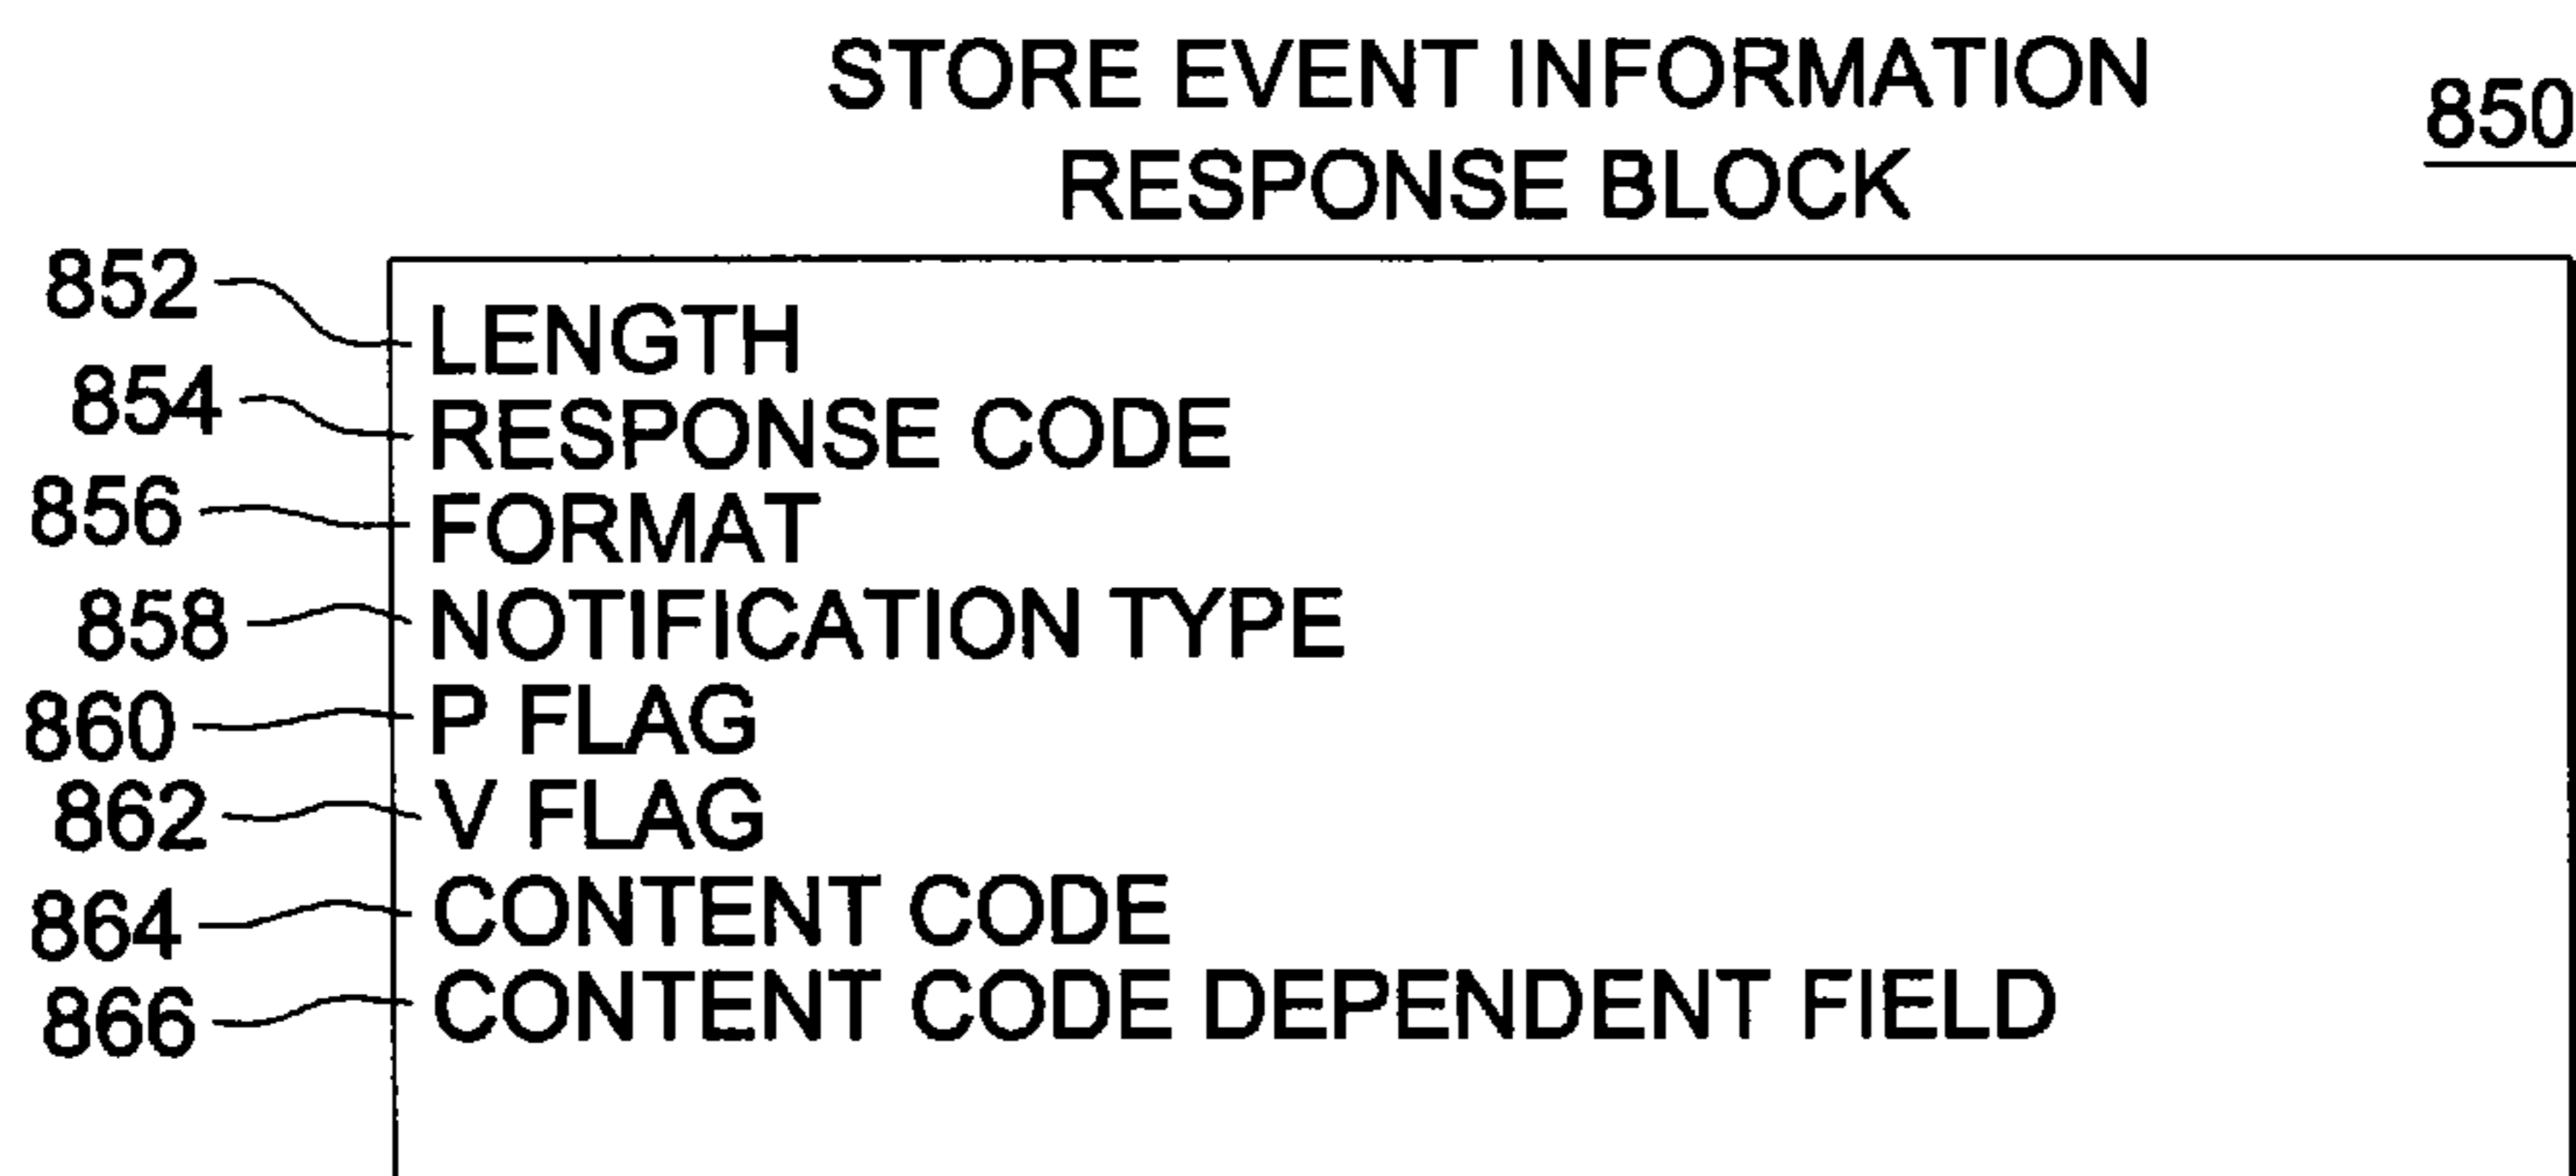 STORE EVENT INFORMATION
RESPONSE BLOCK
850
852 LENGTH
854 RESPONSE CODE
856 FORMAT
858 NOTIFICATION TYPE
860 P FLAG
862 V FLAG
864 CONTENT CODE
866 CONTENT CODE DEPENDENT FIELD